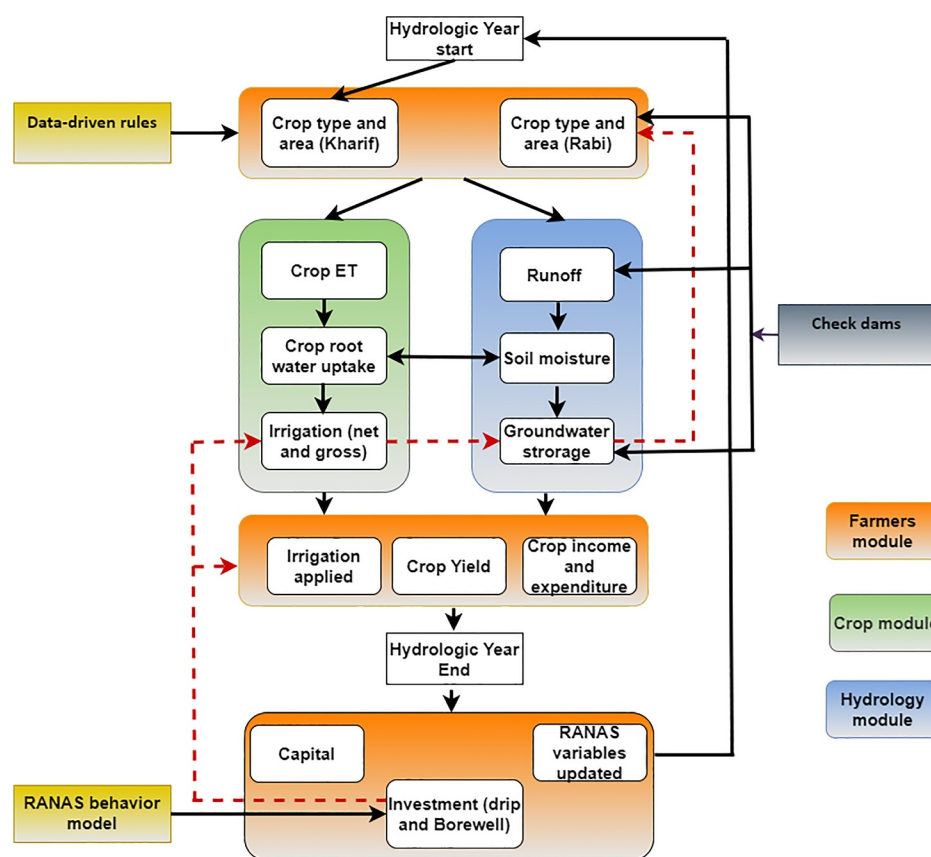 Hydrologic Year
start
Data-driven rules
Crop type and
area (Kharif)
Crop type and
area (Rabi)
Crop ET
Runoff
Crop root
water uptake
Soil moisture
Check dams
Irrigation (net
and gross)
Groundwater
strorage
Farmers
module
Irrigation
applied
Crop Yield
Crop income
and
expenditure
Crop module
Hydrologic Year
End
Hydrology
module
Capital
RANAS
variables
updated
RANAS behavior
model
Investment (drip
and Borewell)